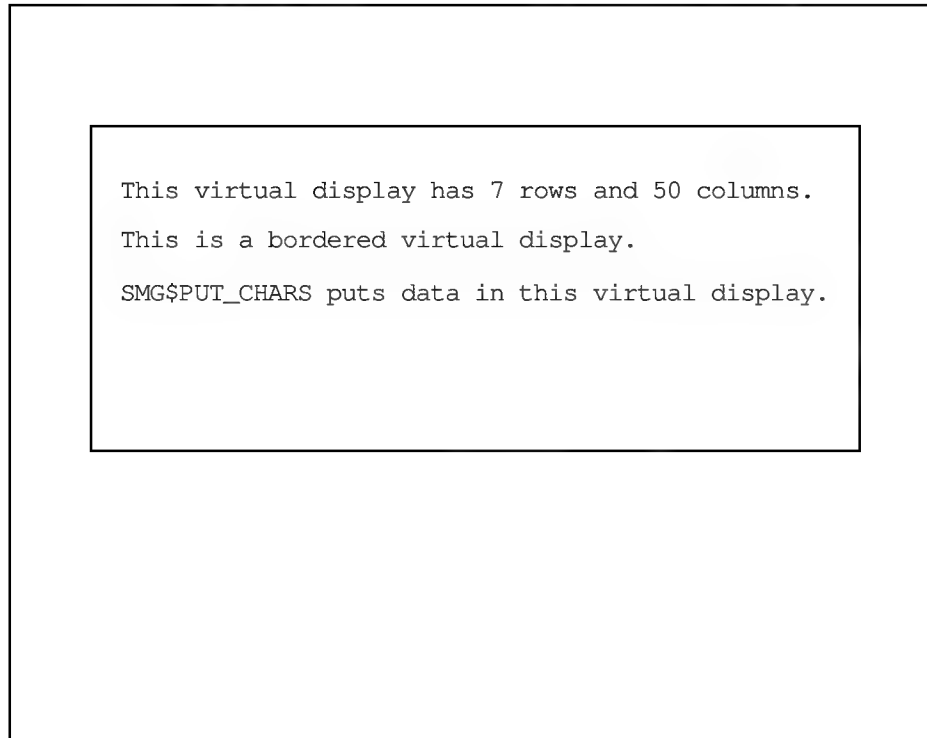 This virtual display has 7 rows and 50 columns.
This is a bordered virtual display.
SMG$PUT_CHARS puts data in this virtual display.